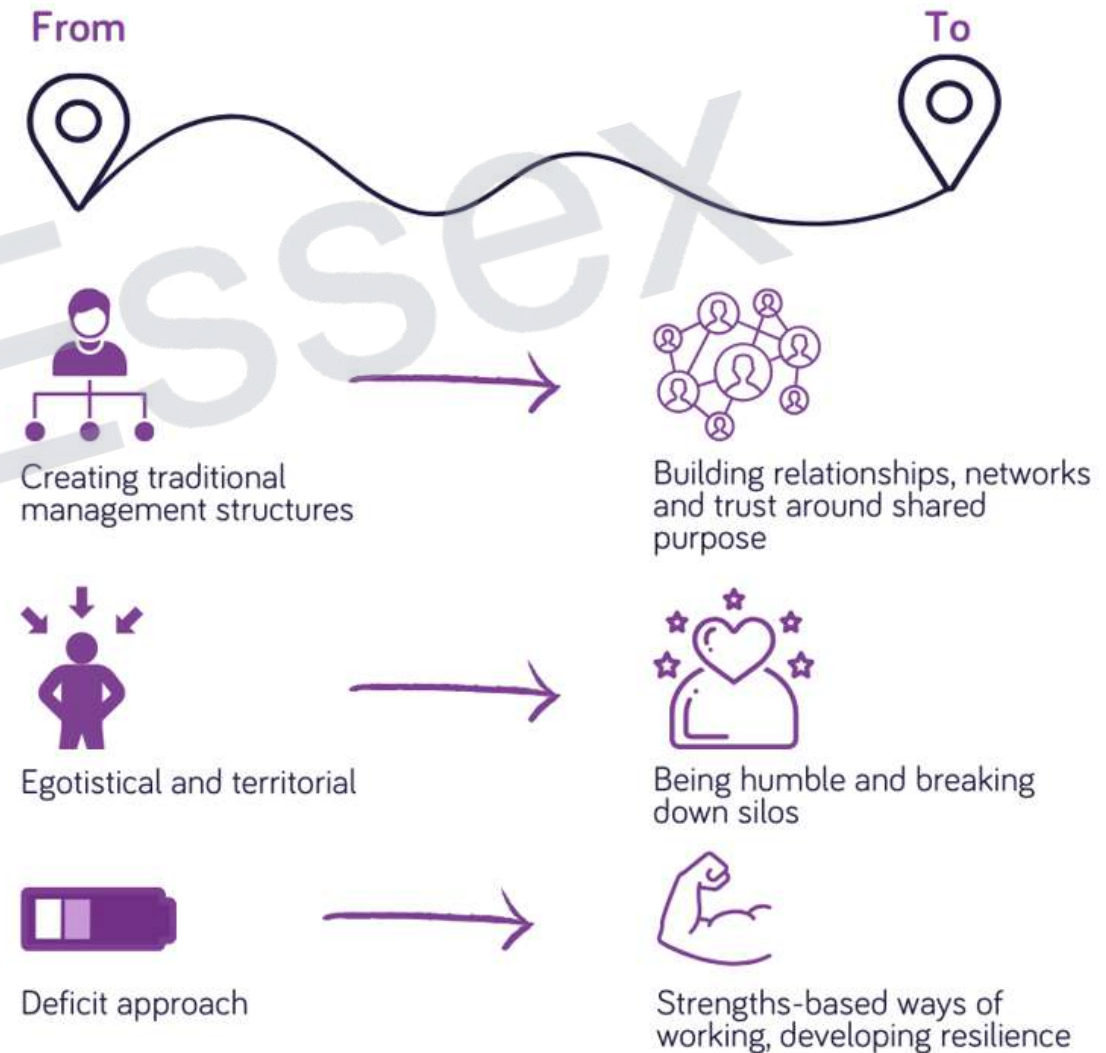 From
To
Essex
Creating traditional
management structures
Building relationships, networks
and trust around shared
purpose
Egotistical and territorial
Being humble and breaking
down silos
Deficit approach
Strengths-based ways of
working, developing resilience